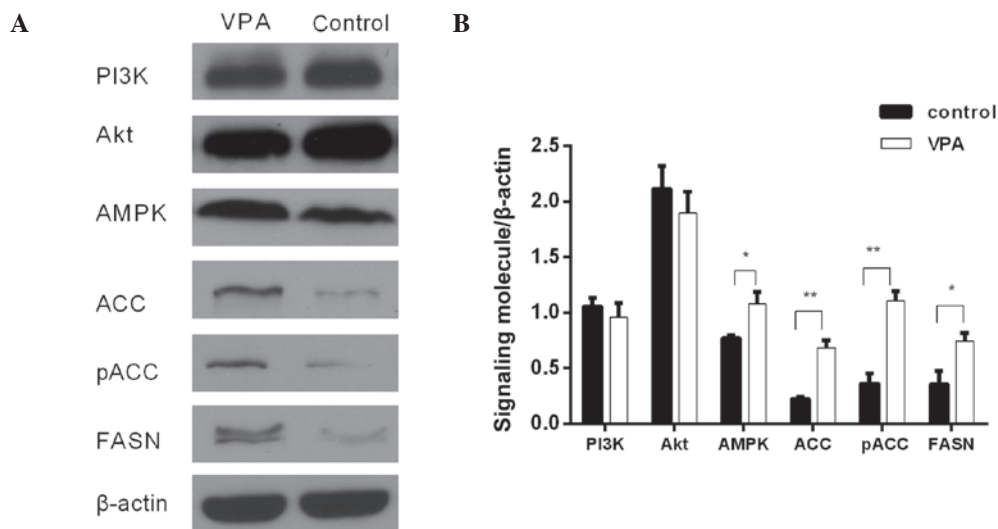 A
VPA Control
PI3K
Akt
AMPK
ACC
pACC
FASN
β-actin
B
control
VPA
Signaling molecule/β-actin
2.5
2.0
1.5
1.0
0.5
0.0
*
**
**
*
PI3K Akt AMPK ACC pACC FASN